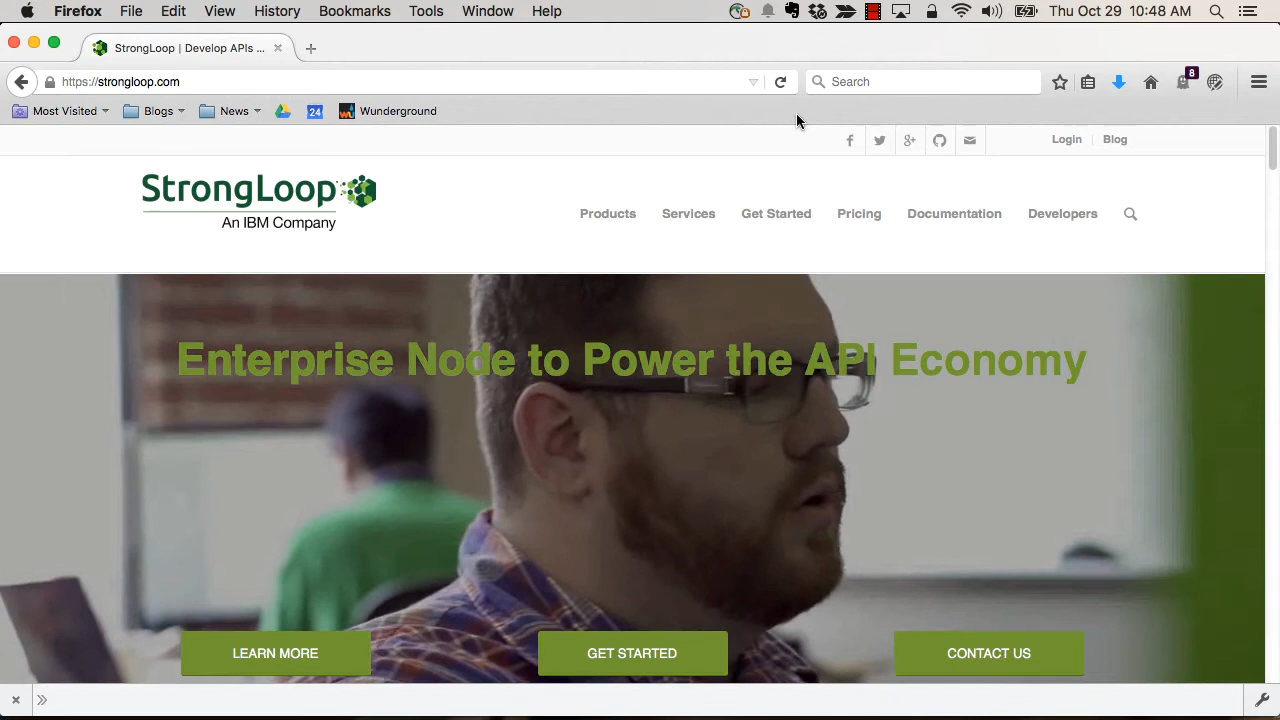 Firefox File Edit View History Bookmarks Tools Window Help Thu Oct 29 10:48 AM
StrongLoop | Develop APIs ...
https://strongloop.com Search 8
Most Visited Blogs News 24 Wunderground
Login Blog
StrongLoop
An IBM Company
Products Services Get Started Pricing Documentation Developers
Enterprise Node to Power the API Economy
LEARN MORE GET STARTED CONTACT US